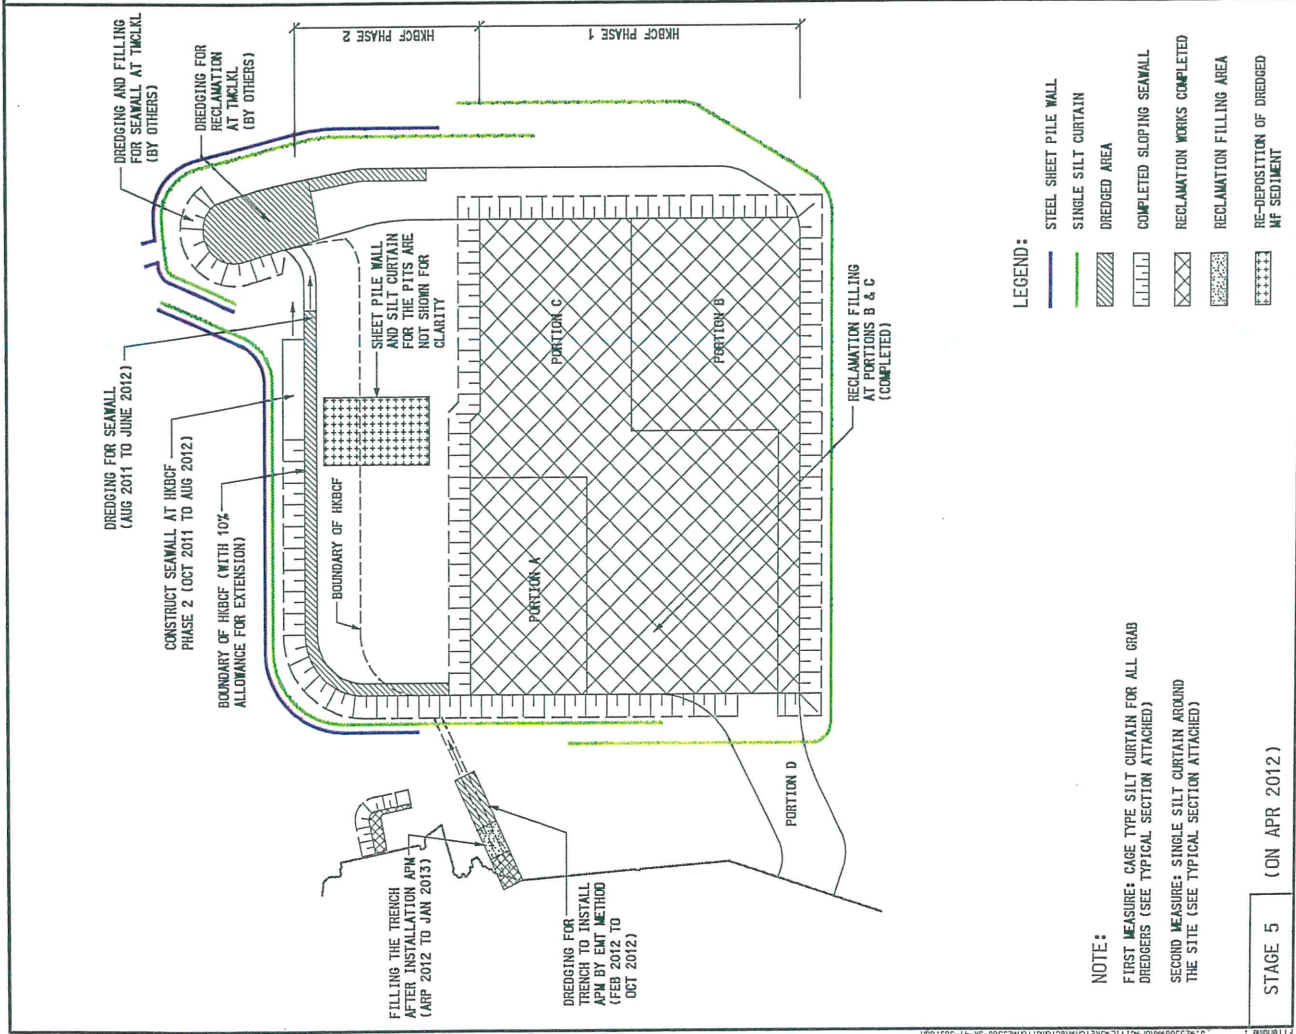 HKBCF PHASE 2
HKBCF PHASE 1
DREDGING AND FILLING
FOR SEAWALL AT TMCLKL
(BY OTHERS)
DREDGING FOR
RECLAMATION
AT TMCLKL
(BY OTHERS)
DREDGING FOR SEAWALL
(AUG 2011 TO JUNE 2012)
CONSTRUCT SEAWALL AT HKBCF
PHASE 2 (OCT 2011 TO AUG 2012)
BOUNDARY OF HKBCF (WITH 10%
ALLOWANCE FOR EXTENSION)
BOUNDARY OF HKBCF
SHEET PILE WALL
AND SILT CURTAIN
FOR THE PITS ARE
NOT SHOWN FOR
CLARITY
PORTION A
PORTION C
PORTION B
RECLAMATION FILLING
AT PORTIONS B & C
(COMPLETED)
PORTION D
FILLING THE TRENCH
AFTER INSTALLATION APM
(ARP 2012 TO JAN 2013)
DREDGING FOR
TRENCH TO INSTALL
APM BY EMT METHOD
(FEB 2012 TO
OCT 2012)
LEGEND:
STEEL SHEET PILE WALL
SINGLE SILT CURTAIN
DREDGED AREA
COMPLETED SLOPING SEAWALL
RECLAMATION WORKS COMPLETED
RECLAMATION FILLING AREA
RE-DEPOSITION OF DREDGED
Mf SEDIMENT
NOTE:
FIRST MEASURE: CAGE TYPE SILT CURTAIN FOR ALL GRAB
DREDGERS (SEE TYPICAL SECTION ATTACHED)
SECOND MEASURE: SINGLE SILT CURTAIN AROUND
THE SITE (SEE TYPICAL SECTION ATTACHED)
STAGE 5
(ON APR 2012)